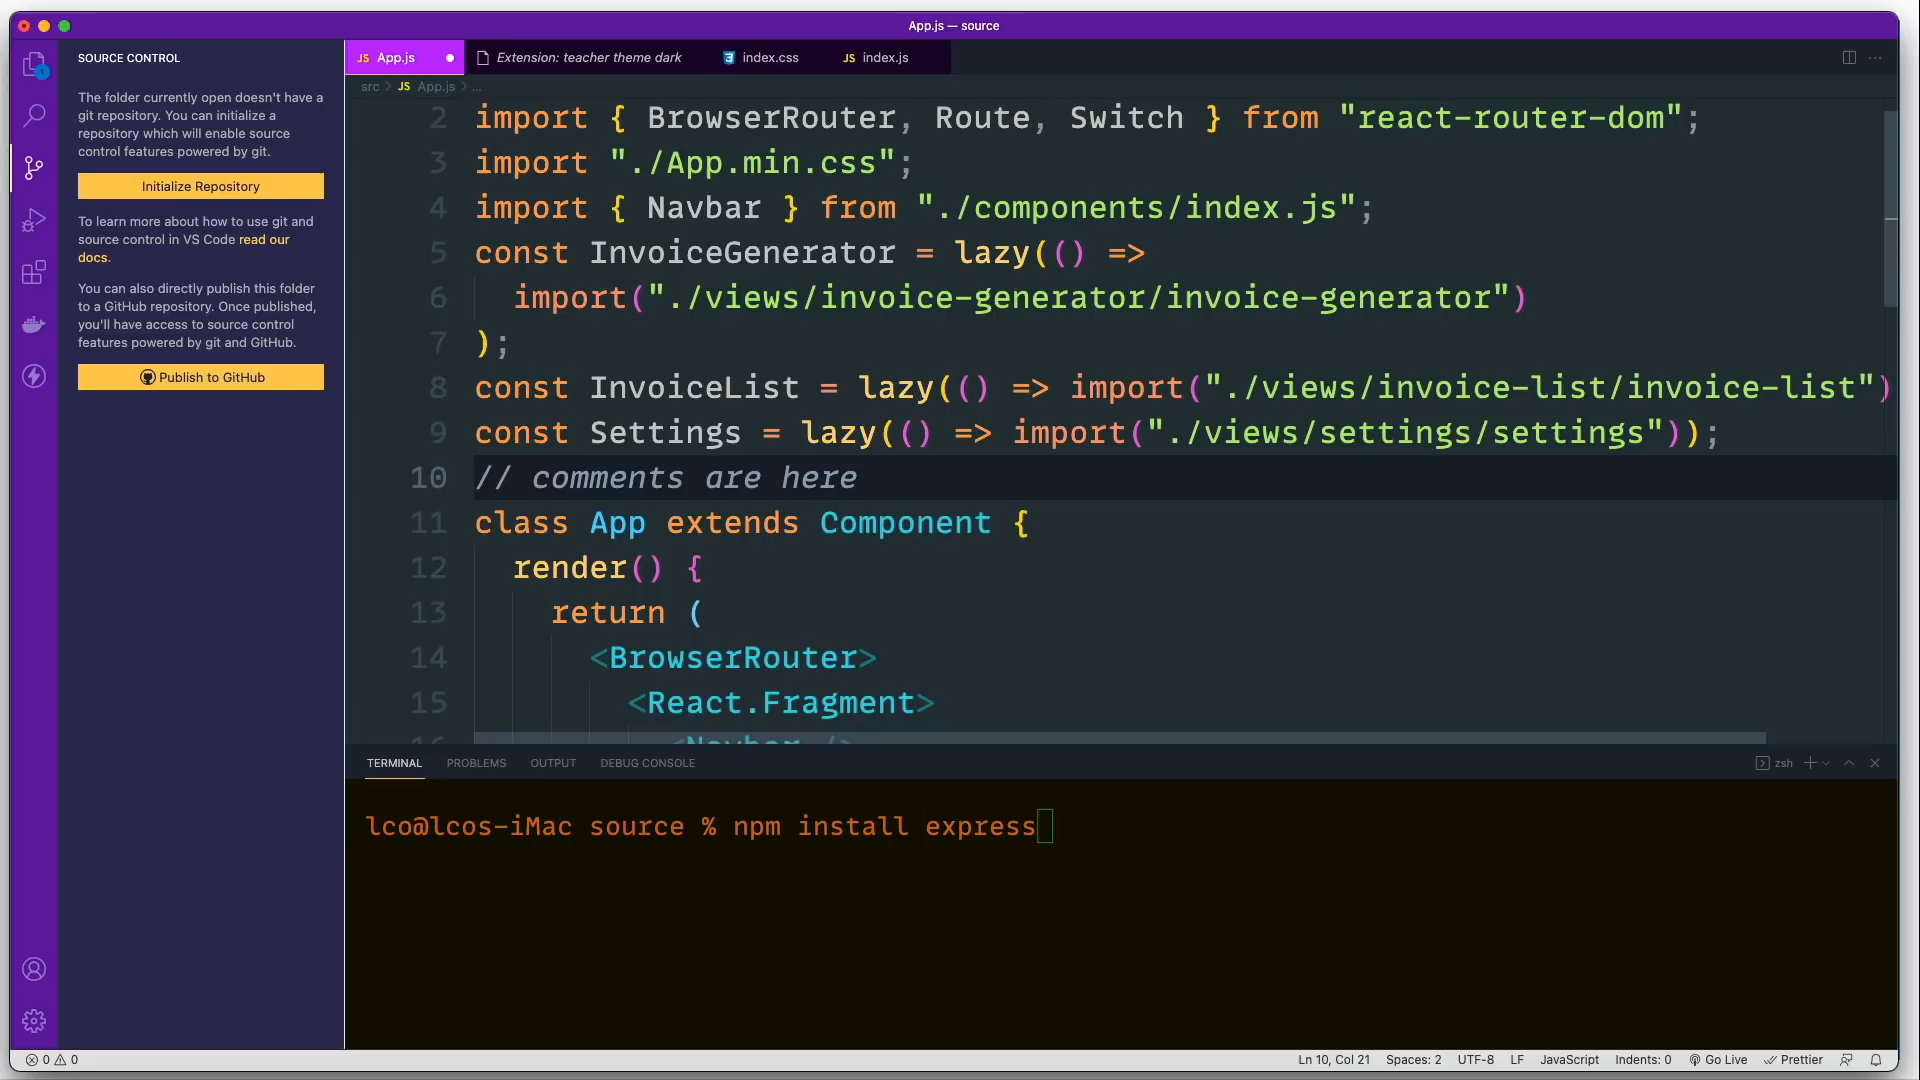 App.js — source
SOURCE CONTROL
The folder currently open doesn't have a
git repository. You can initialize a
repository which will enable source
control features powered by git.
Initialize Repository
To learn more about how to use git and
source control in VS Code read our
docs.
You can also directly publish this folder
to a GitHub repository. Once published,
you'll have access to source control
features powered by git and GitHub.
Publish to GitHub
1
JS App.js
Extension: teacher theme dark
index.css
JS index.js
src > JS App.js > ...
2 import { BrowserRouter, Route, Switch } from "react-router-dom";
3 import "./App.min.css";
4 import { Navbar } from "./components/index.js";
5 const InvoiceGenerator = lazy(() =>
6 import("./views/invoice-generator/invoice-generator")
7 );
8 const InvoiceList = lazy(() => import("./views/invoice-list/invoice-list")
9 const Settings = lazy(() => import("./views/settings/settings"));
10 // comments are here
11 class App extends Component {
12 render() {
13 return (
14 <BrowserRouter>
15 <React.Fragment>
16 <Navbar />
TERMINAL PROBLEMS OUTPUT DEBUG CONSOLE
zsh
lco@lcos-iMac source % npm install express
0 0
Ln 10, Col 21 Spaces: 2 UTF-8 LF JavaScript Indents: 0 Go Live Prettier